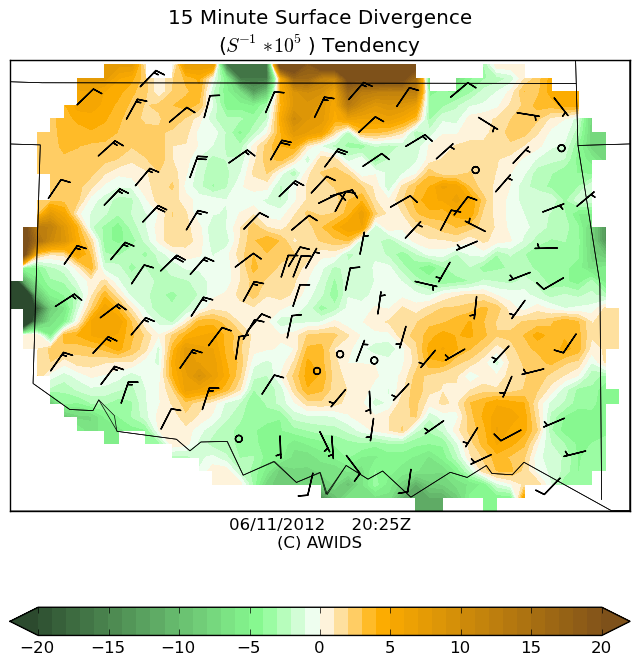 15 Minute Surface Divergence
(S⁻¹ * 10⁵ ) Tendency
06/11/2012 20:25Z
(C) AWIDS
−20 −15 −10 −5 0 5 10 15 20